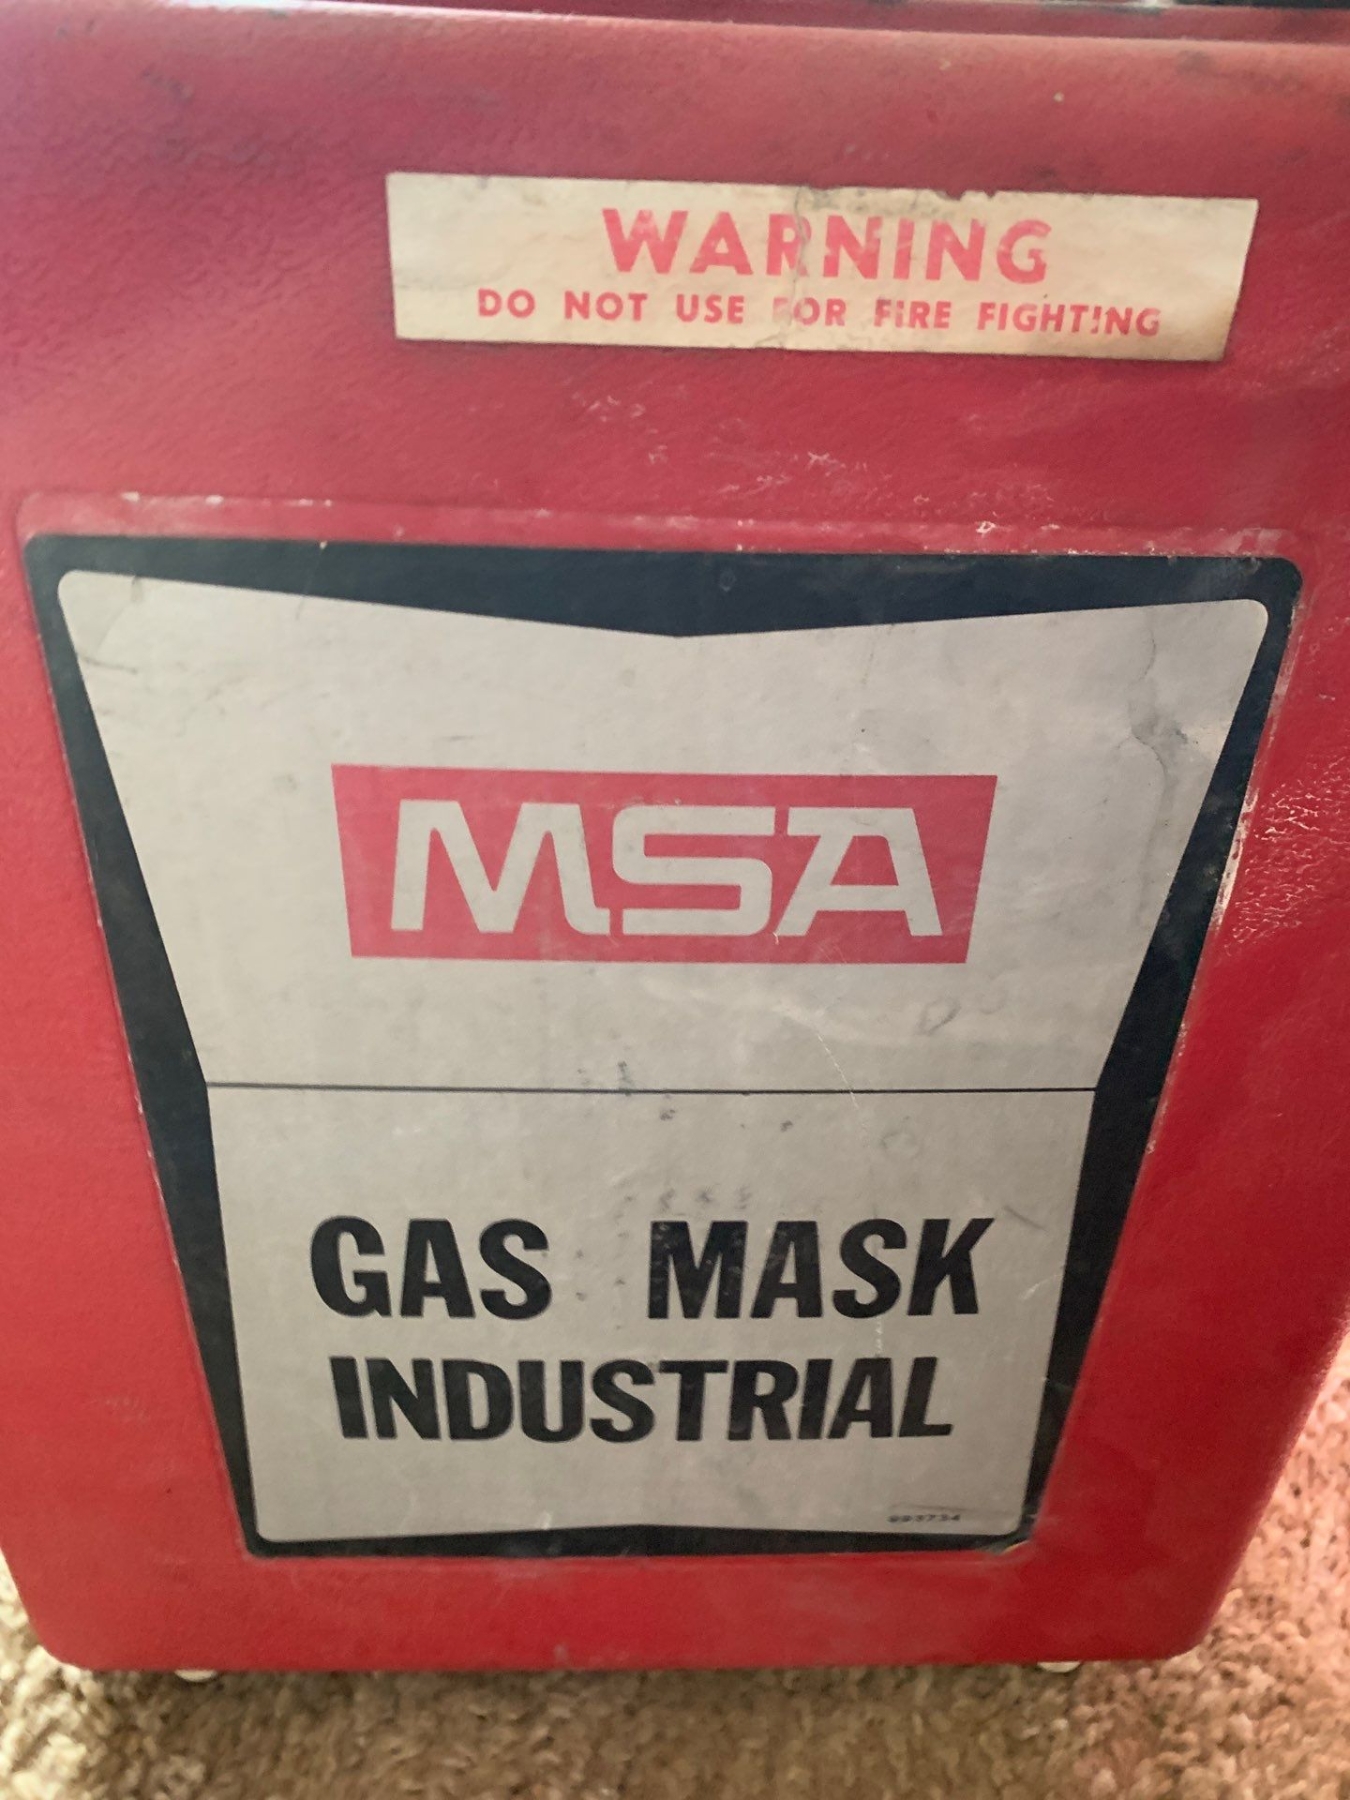 WARNING
DO NOT USE FOR FIRE FIGHTING
MSA
GAS MASK
INDUSTRIAL